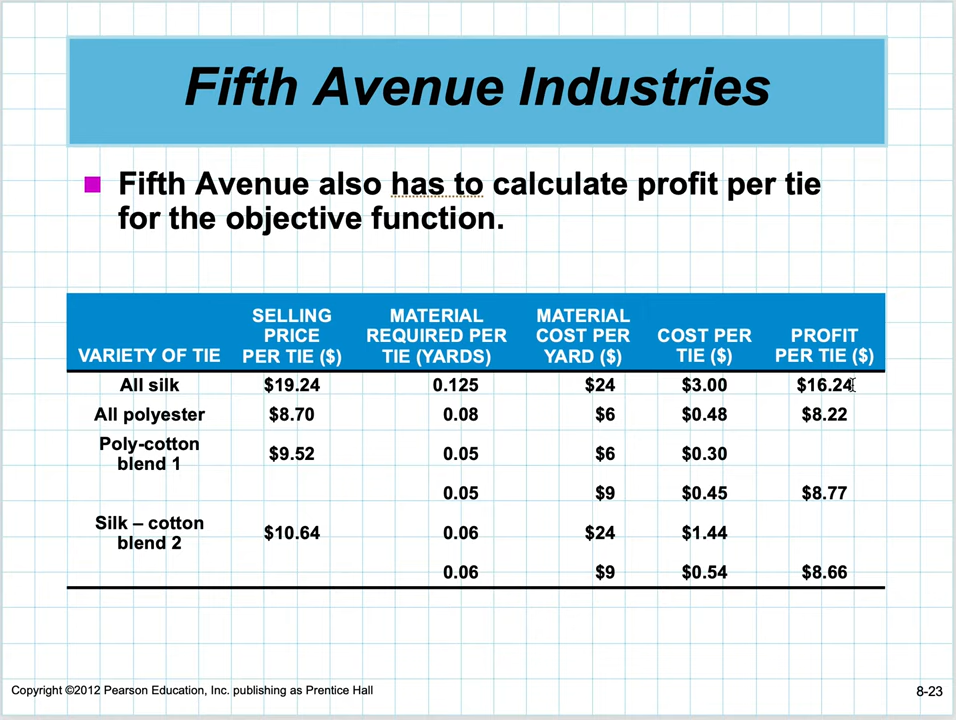 Fifth Avenue Industries
■ Fifth Avenue also has to calculate profit per tie
for the objective function.
VARIETY OF TIE SELLING PRICE PER TIE ($) MATERIAL REQUIRED PER TIE (YARDS) MATERIAL COST PER YARD ($) COST PER TIE ($) PROFIT PER TIE ($)
All silk $19.24 0.125 $24 $3.00 $16.24
All polyester $8.70 0.08 $6 $0.48 $8.22
Poly-cotton blend 1 $9.52 0.05 $6 $0.30
0.05 $9 $0.45 $8.77
Silk – cotton blend 2 $10.64 0.06 $24 $1.44
0.06 $9 $0.54 $8.66
Copyright ©2012 Pearson Education, Inc. publishing as Prentice Hall
8-23